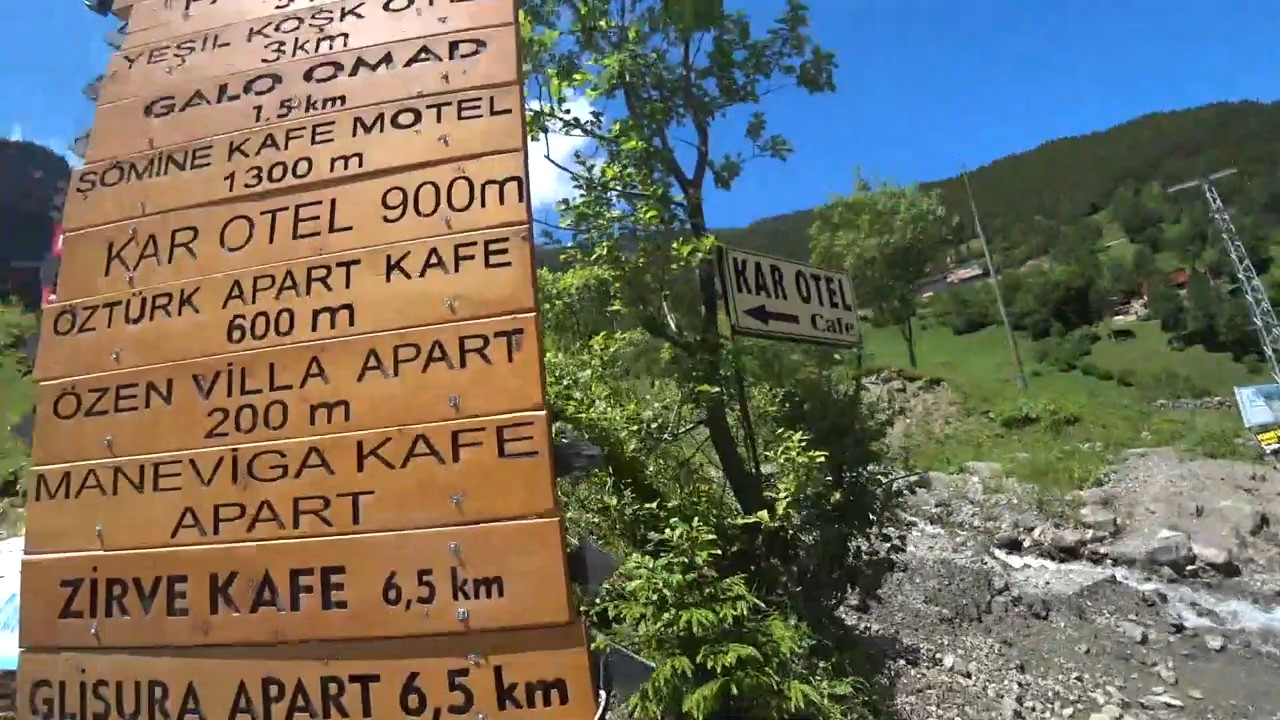 YEŞİL KÖŞK OTEL
3km
GALO OMAD
1.5 km
ŞÖMİNE KAFE MOTEL
1300 m
KAR OTEL 900m
ÖZTÜRK APART KAFE
600 m
ÖZEN VİLLA APART
200 m
MANEVİGA KAFE
APART
ZİRVE KAFE 6,5 km
GLİSURA APART 6,5 km
KAR OTEL
Cafe